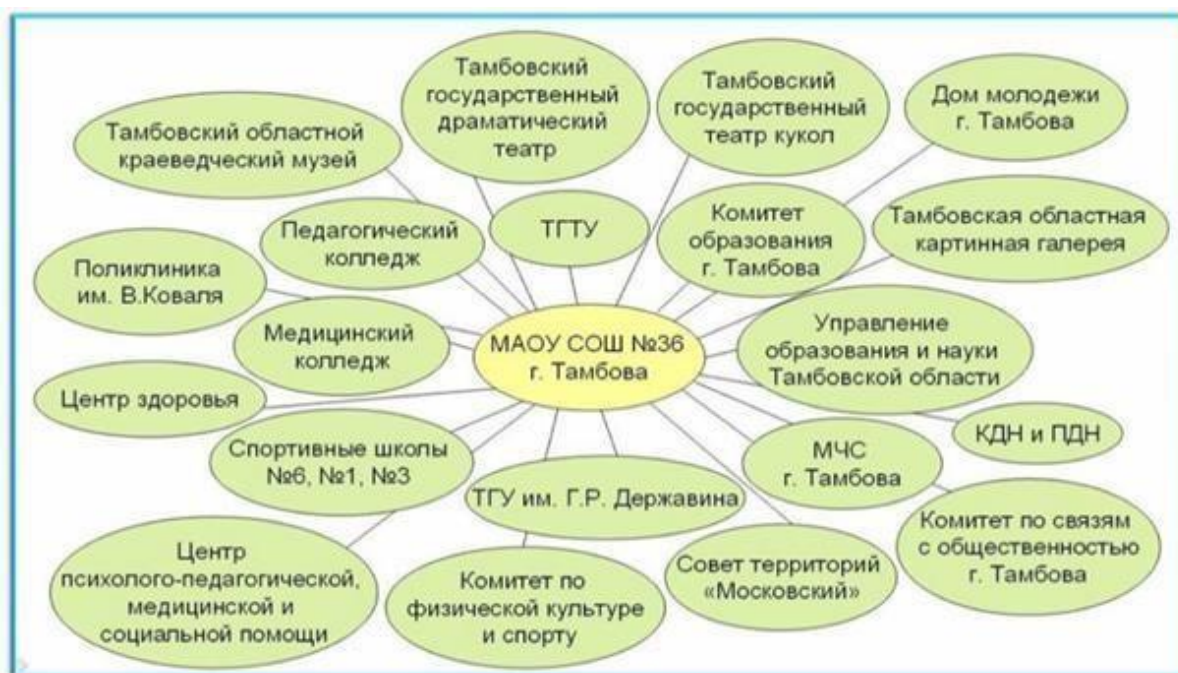 Тамбовский
государственный
драматический
театр
Тамбовский
государственный
театр кукол
Дом молодежи
г. Тамбова
Тамбовский областной
краеведческий музей
ТГТУ
Комитет
образования
г. Тамбова
Тамбовская областная
картинная галерея
Педагогический
колледж
Поликлиника
им. В.Коваля
Медицинский
колледж
МАОУ СОШ №36
г. Тамбова
Управление
образования и науки
Тамбовской области
Центр здоровья
КДН и ПДН
Спортивные школы
№6, №1, №3
МЧС
г. Тамбова
ТГУ им. Г.Р. Державина
Комитет по связям
с общественностью
г. Тамбова
Центр
психолого-педагогической,
медицинской и
социальной помощи
Комитет по
физической культуре
и спорту
Совет территорий
«Московский»